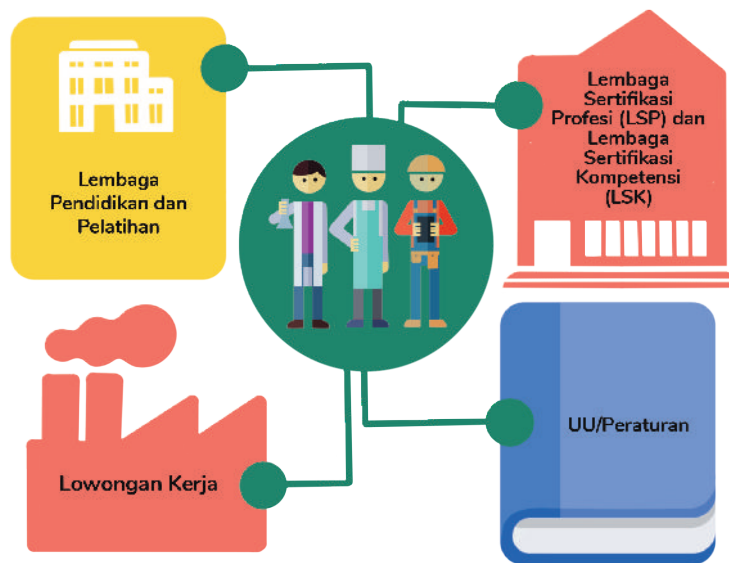 Lembaga
Pendidikan dan
Pelatihan
Lembaga
Sertifikasi
Profesi (LSP) dan
Lembaga
Sertifikasi
Kompetensi
(LSK)
Lowongan Kerja
UU/Peraturan